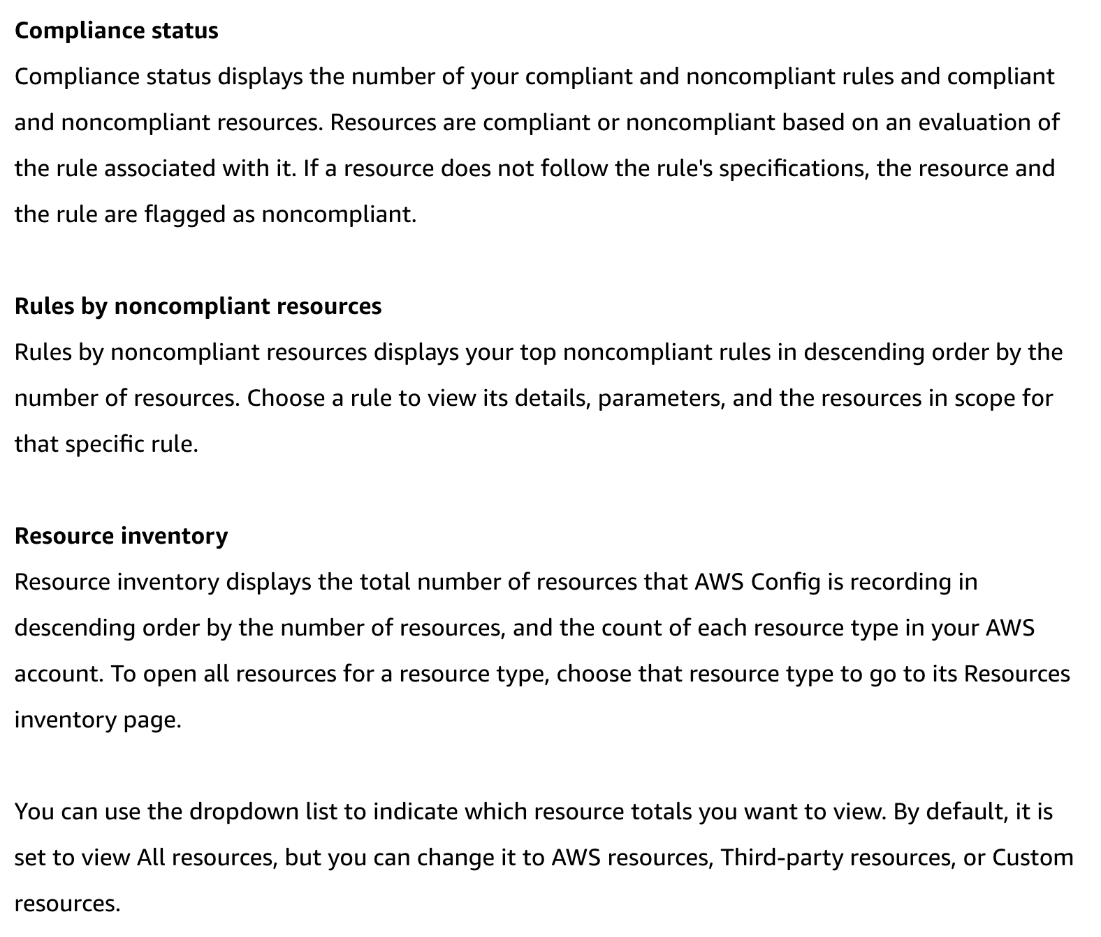 Compliance status
Compliance status displays the number of your compliant and noncompliant rules and compliant
and noncompliant resources. Resources are compliant or noncompliant based on an evaluation of
the rule associated with it. If a resource does not follow the rule's specifications, the resource and
the rule are flagged as noncompliant.
Rules by noncompliant resources
Rules by noncompliant resources displays your top noncompliant rules in descending order by the
number of resources. Choose a rule to view its details, parameters, and the resources in scope for
that specific rule.
Resource inventory
Resource inventory displays the total number of resources that AWS Config is recording in
descending order by the number of resources, and the count of each resource type in your AWS
account. To open all resources for a resource type, choose that resource type to go to its Resources
inventory page.
You can use the dropdown list to indicate which resource totals you want to view. By default, it is
set to view All resources, but you can change it to AWS resources, Third-party resources, or Custom
resources.